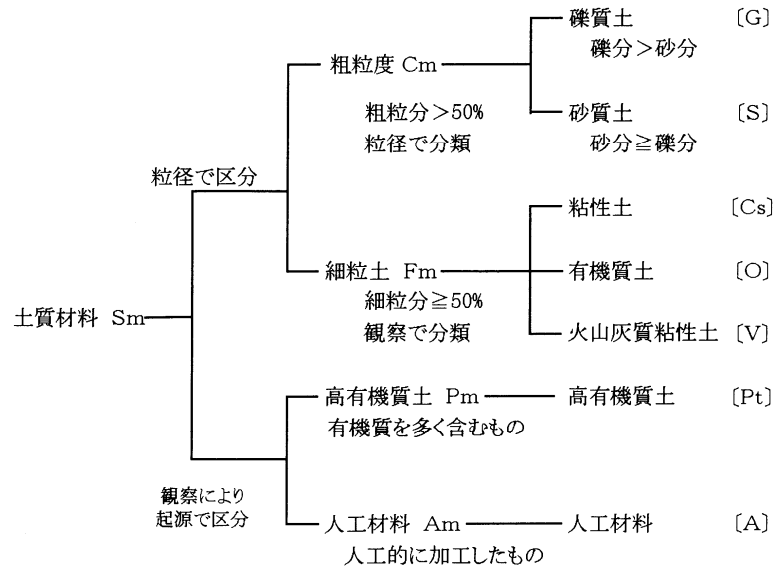 礫質土 〔G〕
礫分＞砂分
粗粒度 Cm
粗粒分＞50%
粒径で分類
砂質土 〔S〕
砂分≧礫分
粒径で区分
粘性土 〔Cs〕
細粒土 Fm
有機質土 〔O〕
細粒分≧50%
観察で分類
火山灰質粘性土 〔V〕
土質材料 Sm
高有機質土 Pm
高有機質土 〔Pt〕
有機質を多く含むもの
観察により
起源で区分
人工材料 Am
人工材料 〔A〕
人工的に加工したもの